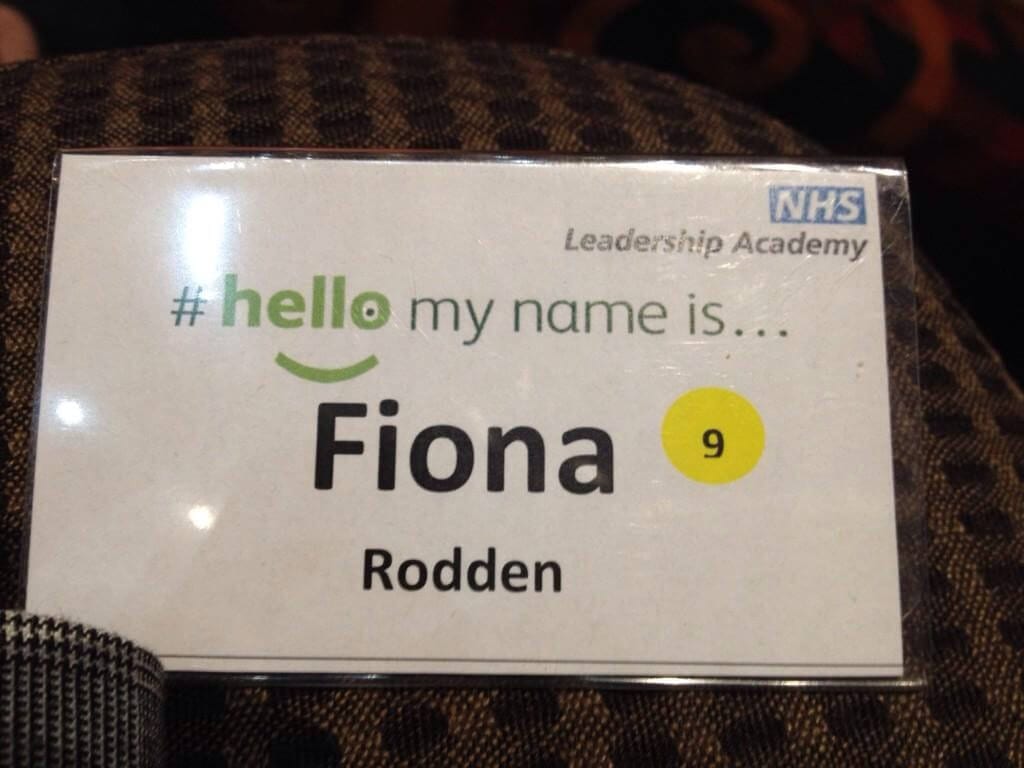 NHS
Leadership Academy
#hello my name is...
Fiona
9
Rodden